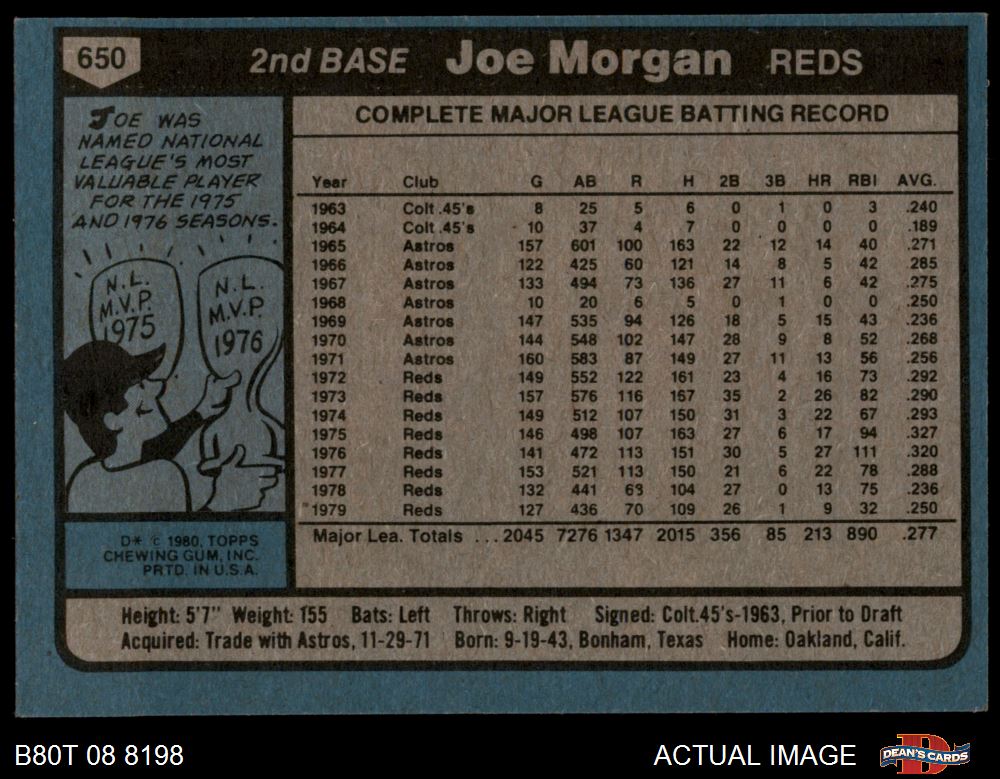 650 2nd BASE Joe Morgan REDS
JOE WAS
NAMED NATIONAL
LEAGUE'S MOST
VALUABLE PLAYER
FOR THE 1975
AND 1976 SEASONS.
N.L.
M.V.P.
1975
N.L.
M.V.P.
1976
D* © 1980, TOPPS
CHEWING GUM, INC.
PRTD. IN U.S.A.
COMPLETE MAJOR LEAGUE BATTING RECORD
Year Club G AB R H 2B 3B HR RBI AVG.
1963 Colt .45's 8 25 5 6 0 1 0 3 .240
1964 Colt .45's 10 37 4 7 0 0 0 0 .189
1965 Astros 157 601 100 163 22 12 14 40 .271
1966 Astros 122 425 60 121 14 8 5 42 .285
1967 Astros 133 494 73 136 27 11 6 42 .275
1968 Astros 10 20 6 5 0 1 0 0 .250
1969 Astros 147 535 94 126 18 5 15 43 .236
1970 Astros 144 548 102 147 28 9 8 52 .268
1971 Astros 160 583 87 149 27 11 13 56 .256
1972 Reds 149 552 122 161 23 4 16 73 .292
1973 Reds 157 576 116 167 35 2 26 82 .290
1974 Reds 149 512 107 150 31 3 22 67 .293
1975 Reds 146 498 107 163 27 6 17 94 .327
1976 Reds 141 472 113 151 30 5 27 111 .320
1977 Reds 153 521 113 150 21 6 22 78 .288
1978 Reds 132 441 68 104 27 0 13 75 .236
1979 Reds 127 436 70 109 26 1 9 32 .250
Major Lea. Totals ... 2045 7276 1347 2015 356 85 213 890 .277
Height: 5'7" Weight: 155 Bats: Left Throws: Right Signed: Colt.45's-1963, Prior to Draft
Acquired: Trade with Astros, 11-29-71 Born: 9-19-43, Bonham, Texas Home: Oakland, Calif.
B80T 08 8198 ACTUAL IMAGE DEAN'S CARDS